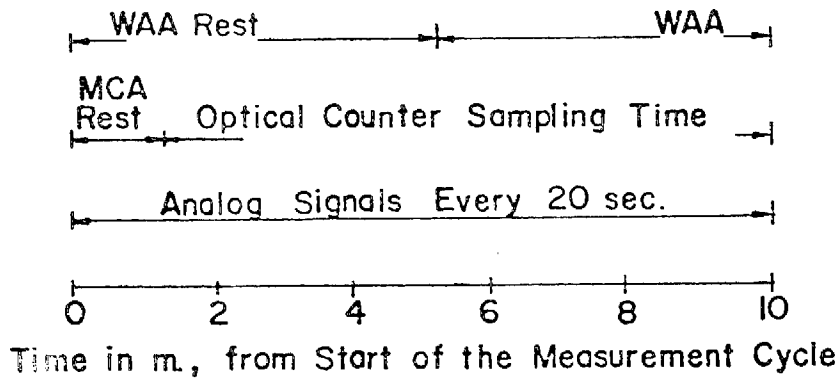 WAA Rest WAA
MCA
Rest Optical Counter Sampling Time
Analog Signals Every 20 sec.
0 2 4 6 8 10
Time in m., from Start of the Measurement Cycle